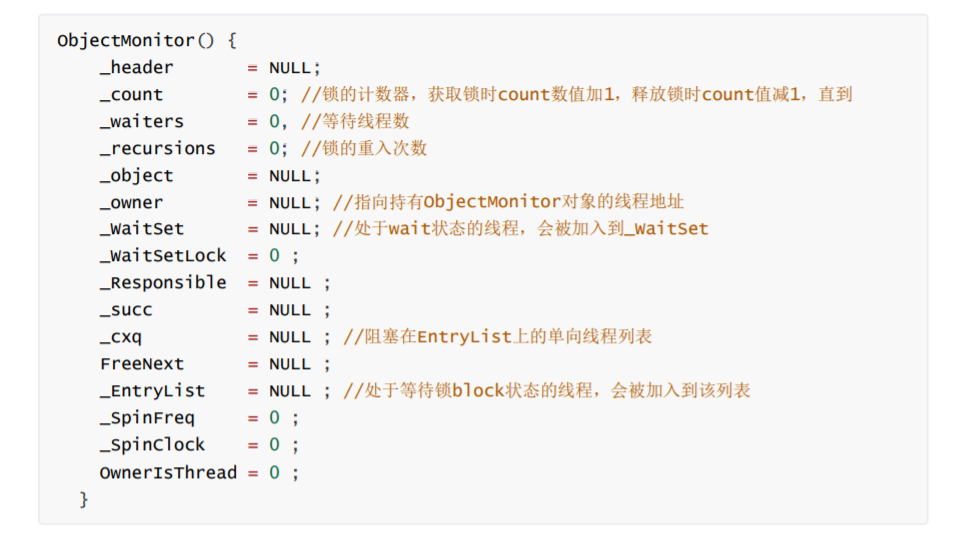 ObjectMonitor() {
_header = NULL;
_count = 0; //锁的计数器，获取锁时count数值加1，释放锁时count值减1，直到
_waiters = 0, //等待线程数
_recursions = 0; //锁的重入次数
_object = NULL;
_owner = NULL; //指向持有ObjectMonitor对象的线程地址
_WaitSet = NULL; //处于wait状态的线程，会被加入到_WaitSet
_WaitSetLock = 0 ;
_Responsible = NULL ;
_succ = NULL ;
_cxq = NULL ; //阻塞在EntryList上的单向线程列表
FreeNext = NULL ;
_EntryList = NULL ; //处于等待锁block状态的线程，会被加入到该列表
_SpinFreq = 0 ;
_SpinClock = 0 ;
OwnerIsThread = 0 ;
}